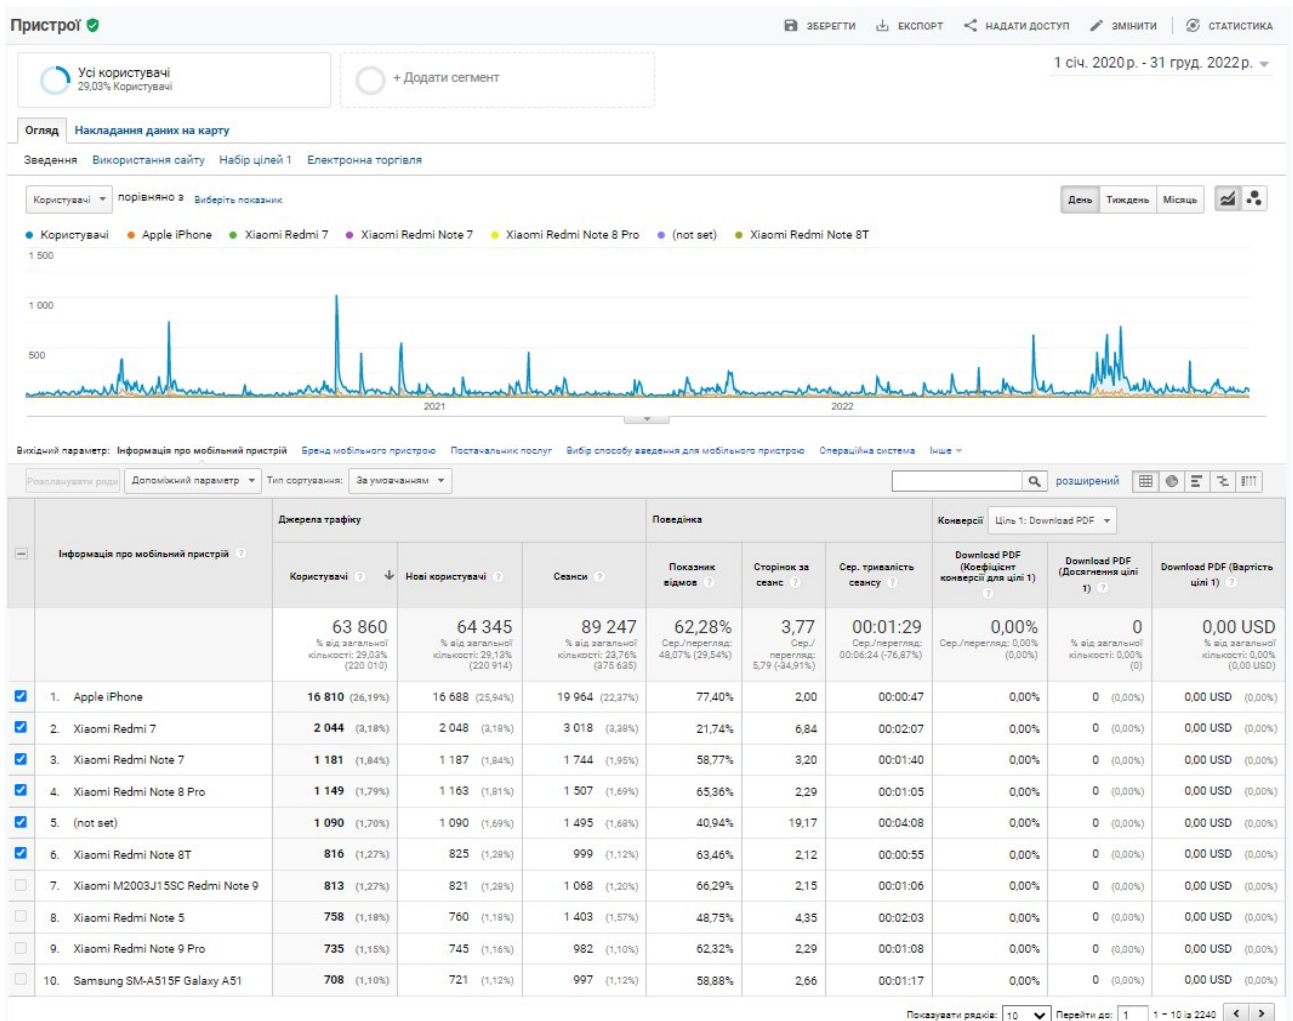 Пристрої
ЗБЕРЕГТИ ЕКСПОРТ НАДАТИ ДОСТУП ЗМІНИТИ СТАТИСТИКА
Усі користувачі
29,03% Користувачі
+ Додати сегмент
1 січ. 2020 р. - 31 груд. 2022 р.
Огляд Накладання даних на карту
Зведення Використання сайту Набір цілей 1 Електронна торгівля
Користувачі порівняно з Виберіть показник
День Тиждень Місяць
Користувачі Apple iPhone Xiaomi Redmi 7 Xiaomi Redmi Note 7 Xiaomi Redmi Note 8 Pro (not set) Xiaomi Redmi Note 8T
1 500
1 000
500
2021 2022
Вихідний параметр: Інформація про мобільний пристрій Бренд мобільного пристрою Постачальник послуг Вибір способу введення для мобільного пристрою Операційна система Інше
Розпланувати ряди Допоміжний параметр Тип сортування: За умовчанням розширений
Джерела трафіку Поведінка Конверсії Ціль 1: Download PDF
Інформація про мобільний пристрій ? Користувачі ? Нові користувачі ? Сеанси ? Показник відмов ? Сторінок за сеанс ? Сер. тривалість сеансу ? Download PDF (Коефіцієнт конверсії для цілі 1) ? Download PDF (Досягнення цілі 1) ? Download PDF (Вартість цілі 1) ?
63 860 64 345 89 247 62,28% 3,77 00:01:29 0,00% 0 0,00 USD
% від загальної кількості: 29,03% (220 010) % від загальної кількості: 29,13% (220 914) % від загальної кількості: 23,76% (375 635) Сер./перегляд: 48,07% (29,54%) Сер./перегляд: 5,79 (-34,91%) Сер./перегляд: 00:06:24 (-76,87%) Сер./перегляд: 0,00% (0,00%) % від загальної кількості: 0,00% (0) % від загальної кількості: 0,00% (0,00 USD)
1. Apple iPhone 16 810 (26,19%) 16 688 (25,94%) 19 964 (22,37%) 77,40% 2,00 00:00:47 0,00% 0 (0,00%) 0,00 USD (0,00%)
2. Xiaomi Redmi 7 2 044 (3,18%) 2 048 (3,18%) 3 018 (3,38%) 21,74% 6,84 00:02:07 0,00% 0 (0,00%) 0,00 USD (0,00%)
3. Xiaomi Redmi Note 7 1 181 (1,84%) 1 187 (1,84%) 1 744 (1,95%) 58,77% 3,20 00:01:40 0,00% 0 (0,00%) 0,00 USD (0,00%)
4. Xiaomi Redmi Note 8 Pro 1 149 (1,79%) 1 163 (1,81%) 1 507 (1,69%) 65,36% 2,29 00:01:05 0,00% 0 (0,00%) 0,00 USD (0,00%)
5. (not set) 1 090 (1,70%) 1 090 (1,69%) 1 495 (1,68%) 40,94% 19,17 00:04:08 0,00% 0 (0,00%) 0,00 USD (0,00%)
6. Xiaomi Redmi Note 8T 816 (1,27%) 825 (1,28%) 999 (1,12%) 63,46% 2,12 00:00:55 0,00% 0 (0,00%) 0,00 USD (0,00%)
7. Xiaomi M2003J15SC Redmi Note 9 813 (1,27%) 821 (1,28%) 1 068 (1,20%) 66,29% 2,15 00:01:06 0,00% 0 (0,00%) 0,00 USD (0,00%)
8. Xiaomi Redmi Note 5 758 (1,18%) 760 (1,18%) 1 403 (1,57%) 48,75% 4,35 00:02:03 0,00% 0 (0,00%) 0,00 USD (0,00%)
9. Xiaomi Redmi Note 9 Pro 735 (1,15%) 745 (1,16%) 982 (1,10%) 62,32% 2,29 00:01:08 0,00% 0 (0,00%) 0,00 USD (0,00%)
10. Samsung SM-A515F Galaxy A51 708 (1,10%) 721 (1,12%) 997 (1,12%) 58,88% 2,66 00:01:17 0,00% 0 (0,00%) 0,00 USD (0,00%)
Показувати рядків: 10 Перейти до: 1 1 – 10 із 2240